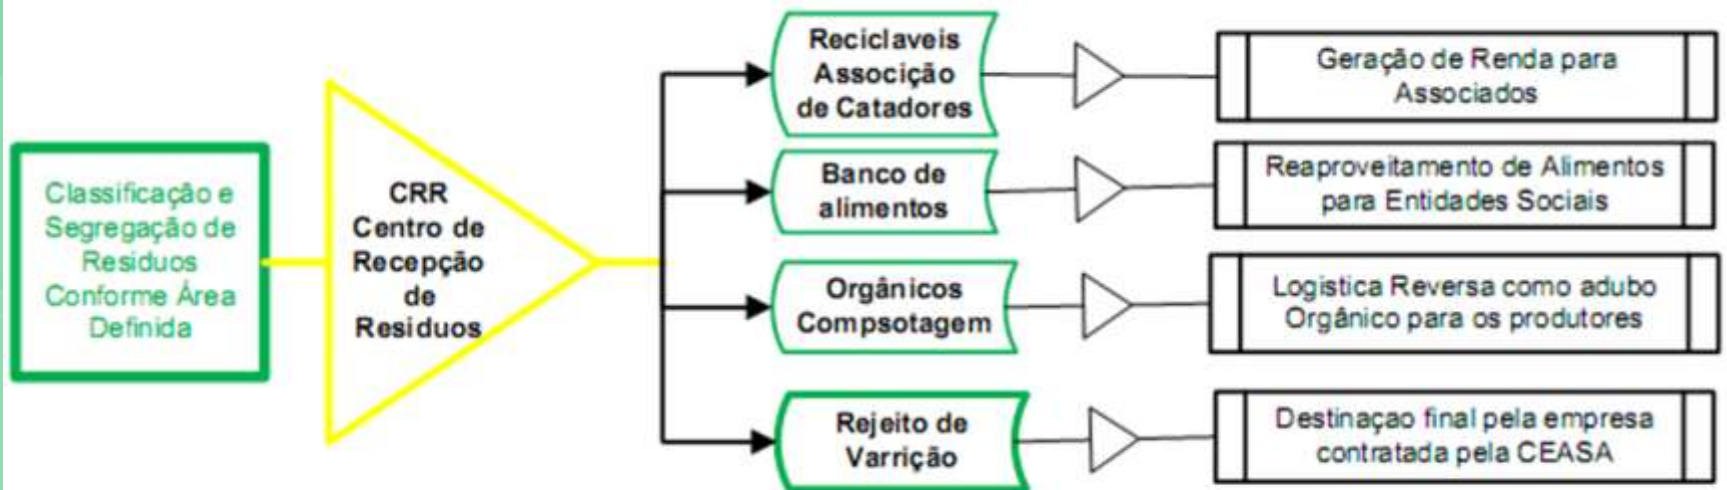 Classificação e
Segregação de
Residuos
Conforme Área
Definida
CRR
Centro de
Recepção
de
Residuos
Reciclaveis
Associção
de Catadores
Geração de Renda para
Associados
Banco de
alimentos
Reaproveitamento de Alimentos
para Entidades Sociais
Orgânicos
Compsotagem
Logistica Reversa como adubo
Orgânico para os produtores
Rejeito de
Varrição
Destinaçao final pela empresa
contratada pela CEASA